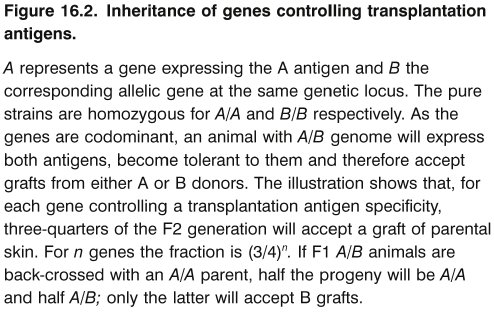 Figure 16.2. Inheritance of genes controlling transplantation
antigens.
A represents a gene expressing the A antigen and B the
corresponding allelic gene at the same genetic locus. The pure
strains are homozygous for A/A and B/B respectively. As the
genes are codominant, an animal with A/B genome will express
both antigens, become tolerant to them and therefore accept
grafts from either A or B donors. The illustration shows that, for
each gene controlling a transplantation antigen specificity,
three-quarters of the F2 generation will accept a graft of parental
skin. For n genes the fraction is (3/4)ⁿ. If F1 A/B animals are
back-crossed with an A/A parent, half the progeny will be A/A
and half A/B; only the latter will accept B grafts.